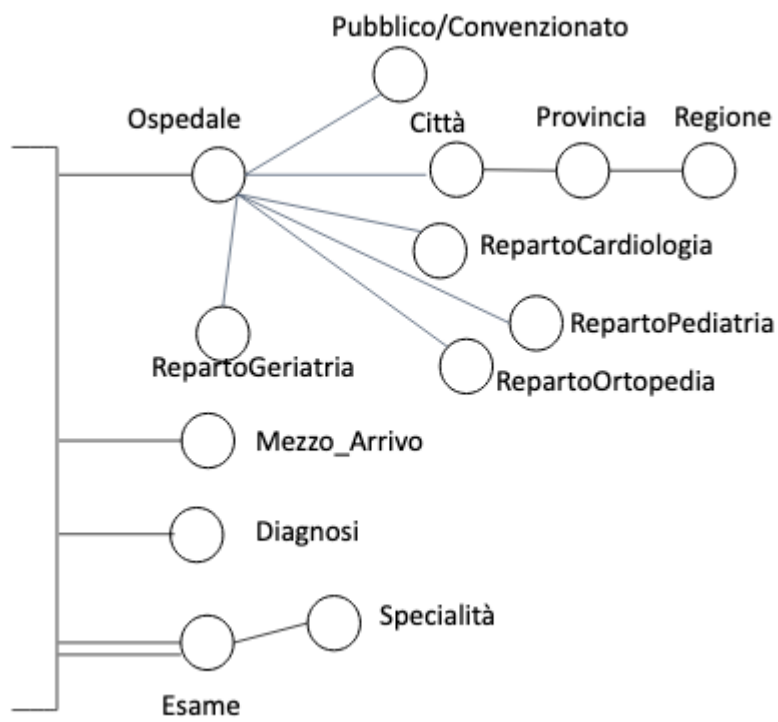 Pubblico/Convenzionato
Ospedale
Città
Provincia
Regione
RepartoCardiologia
RepartoPediatria
RepartoGeriatria
RepartoOrtopedia
Mezzo_Arrivo
Diagnosi
Specialità
Esame